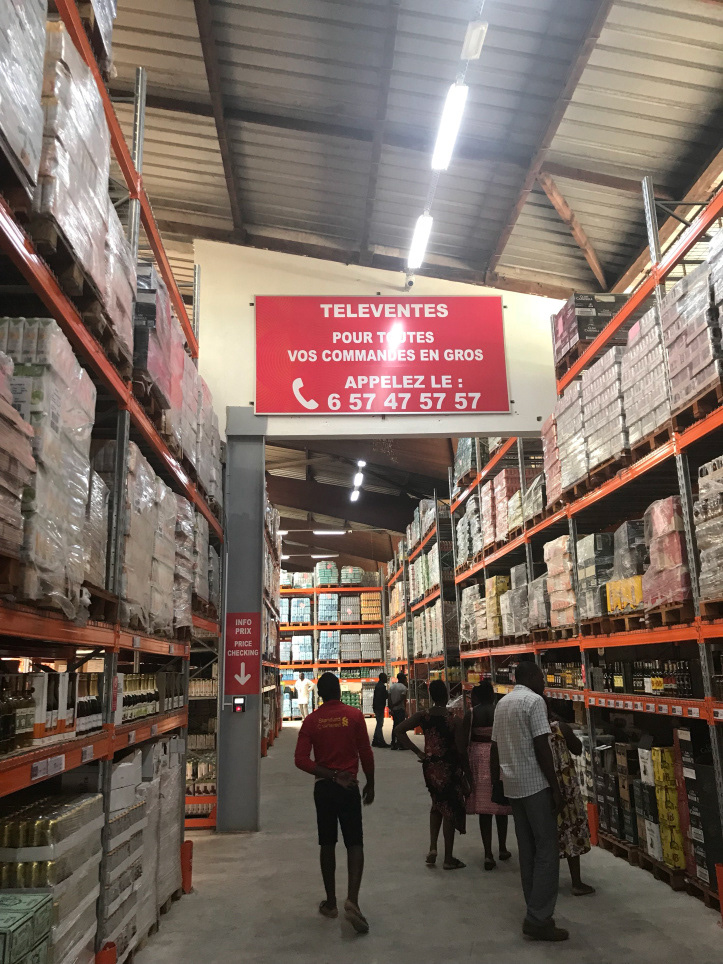 TELEVENTES
POUR TOUTES
VOS COMMANDES EN GROS
APPELEZ LE :
6 57 47 57 57
INFO
PRIX
PRICE
CHECKING